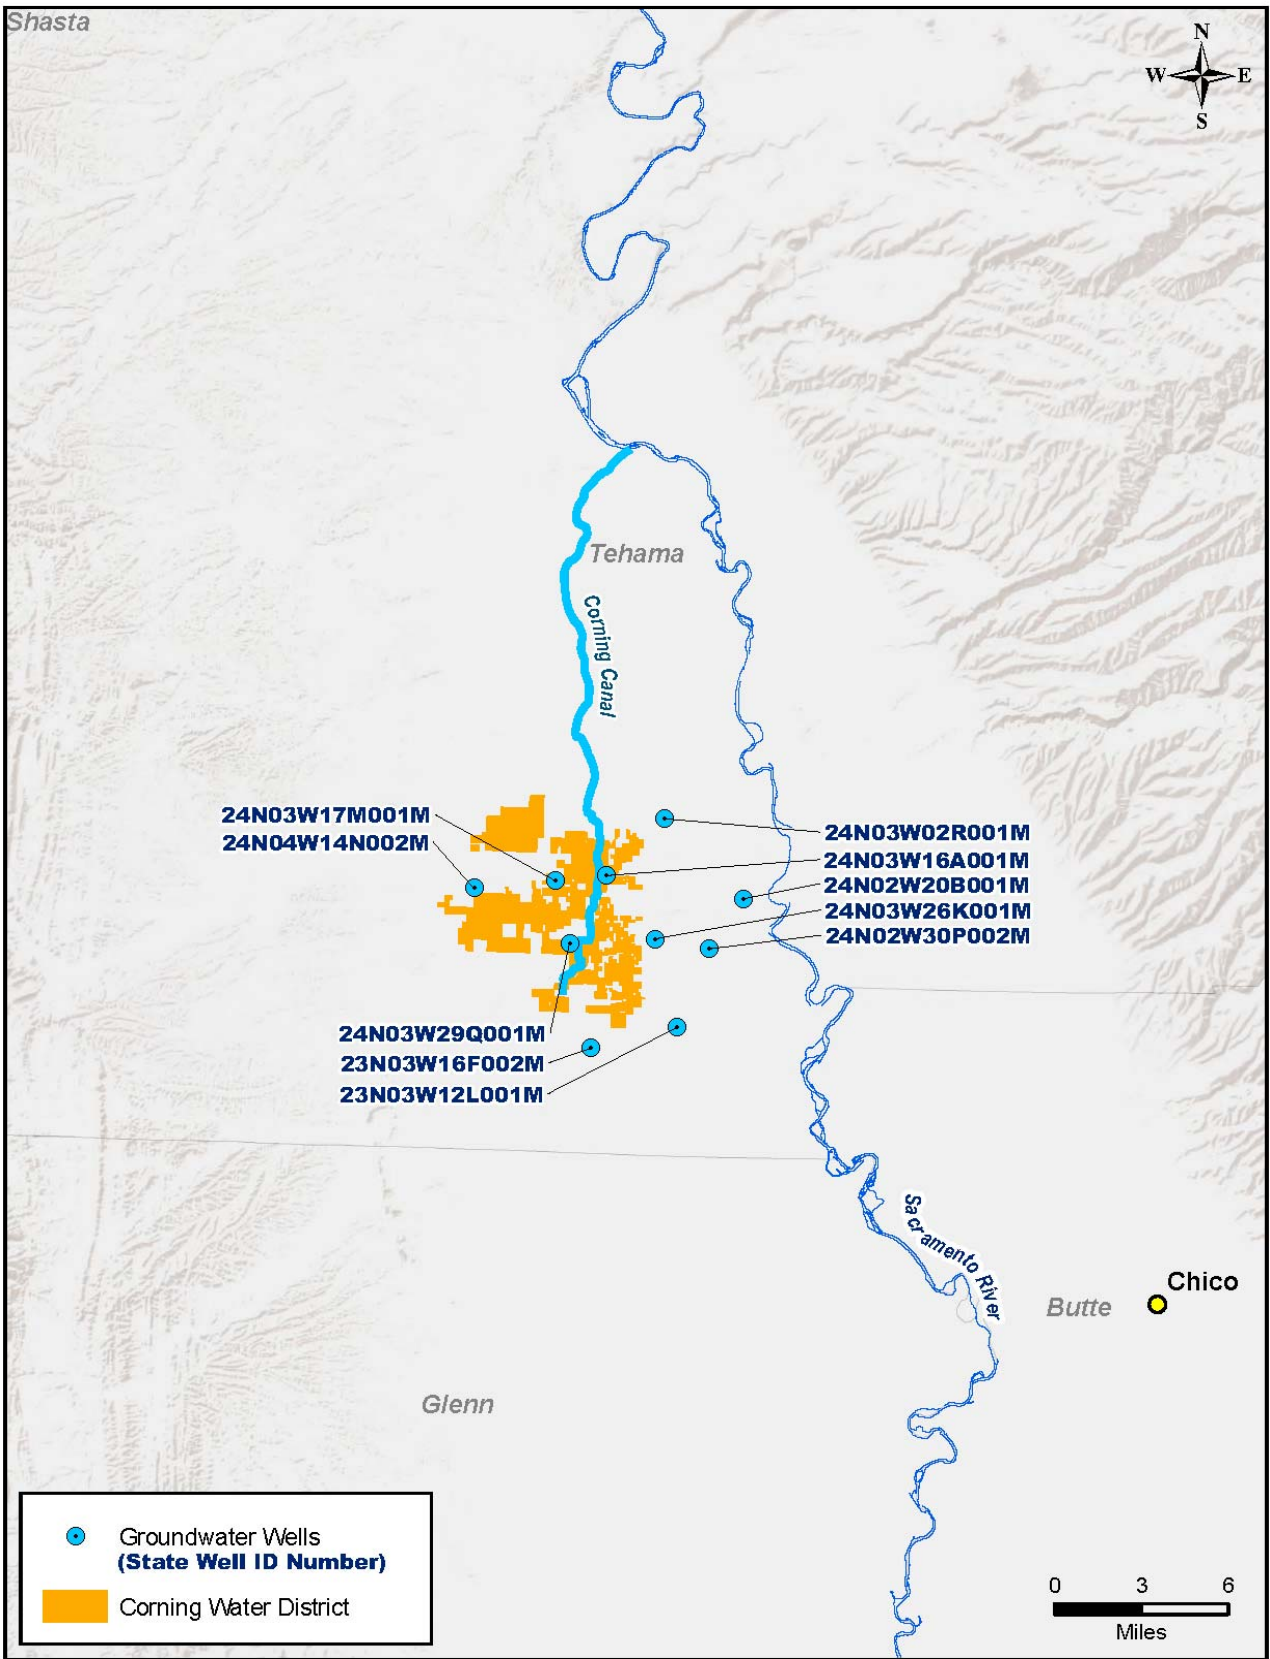 Shasta
N
W E
S
Tehama
Corning Canal
24N03W17M001M
24N04W14N002M
24N03W02R001M
24N03W16A001M
24N02W20B001M
24N03W26K001M
24N02W30P002M
24N03W29Q001M
23N03W16F002M
23N03W12L001M
Sacramento River
Chico
Butte
Glenn
Groundwater Wells
(State Well ID Number)
Corning Water District
0 3 6
Miles